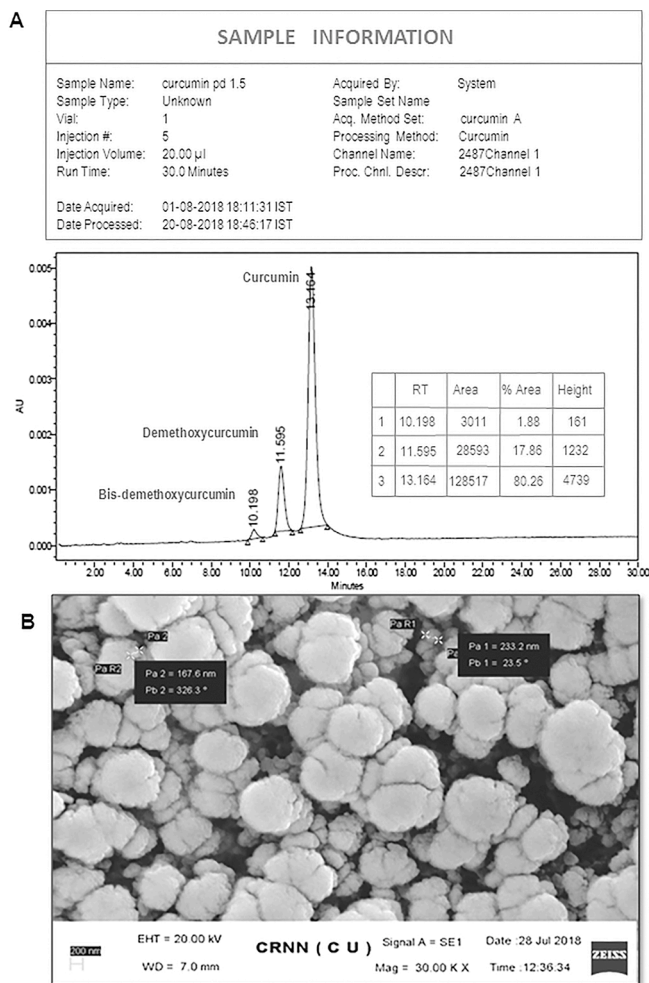 A
SAMPLE INFORMATION
Sample Name: curcumin pd 1.5 Acquired By: System
Sample Type: Unknown Sample Set Name
Vial: 1 Acq. Method Set: curcumin A
Injection #: 5 Processing Method: Curcumin
Injection Volume: 20.00 µl Channel Name: 2487Channel 1
Run Time: 30.0 Minutes Proc. Chnl. Descr: 2487Channel 1
Date Acquired: 01-08-2018 18:11:31 IST
Date Processed: 20-08-2018 18:46:17 IST
0.005
0.004
0.003
0.002
0.001
0.000
AU
Curcumin
13.164
Demethoxycurcumin
11.595
Bis-demethoxycurcumin
10.198
RT Area % Area Height
1 10.198 3011 1.88 161
2 11.595 28593 17.86 1232
3 13.164 128517 80.26 4739
2.00 4.00 6.00 8.00 10.00 12.00 14.00 16.00 18.00 20.00 22.00 24.00 26.00 28.00 30.00
Minutes
B
Pa 2
Pa R2
Pa 2 = 167.6 nm
Pb 2 = 326.3 °
Pa R1
Pa
Pa 1 = 233.2 nm
Pb 1 = 23.5 °
200 nm
EHT = 20.00 kV
WD = 7.0 mm
CRNN ( C U )
Signal A = SE1
Mag = 30.00 K X
Date :28 Jul 2018
Time : 12:36:34
ZEISS